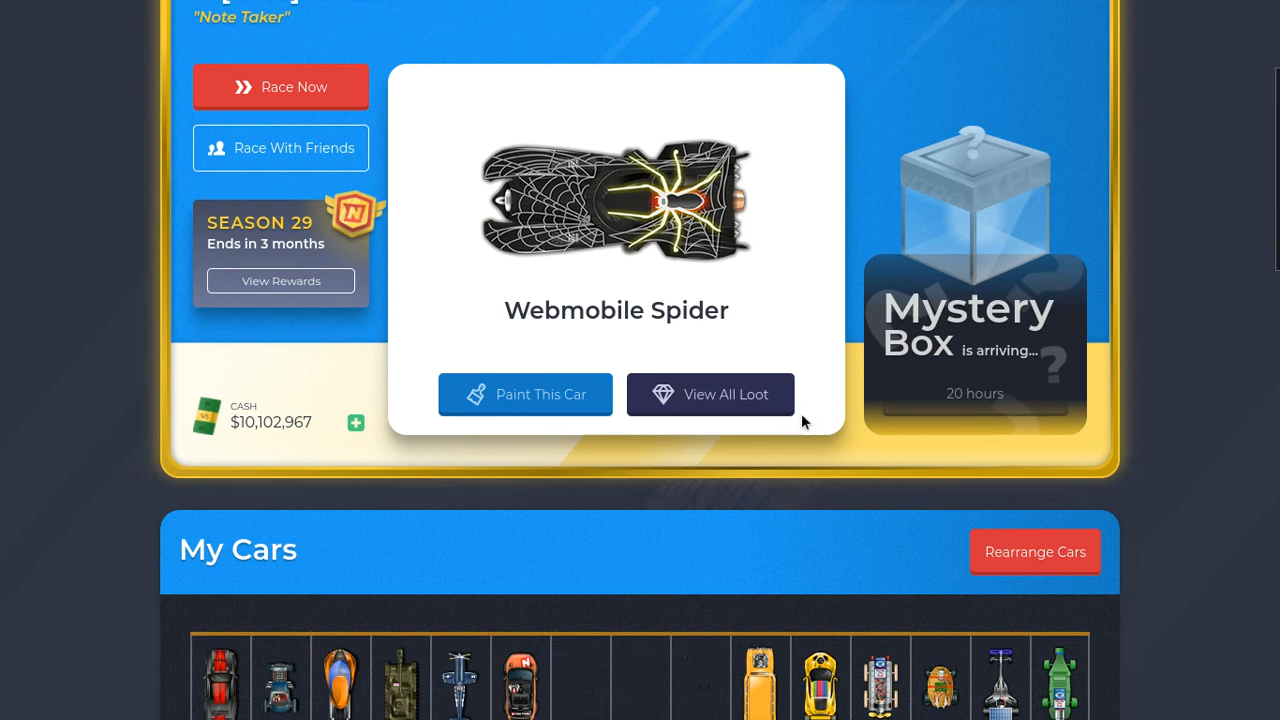 "Note Taker"
Race Now
Race With Friends
SEASON 29
Ends in 3 months
View Rewards
CASH
$10,102,967
Webmobile Spider
Paint This Car
View All Loot
Mystery
Box is arriving...
20 hours
My Cars
Rearrange Cars